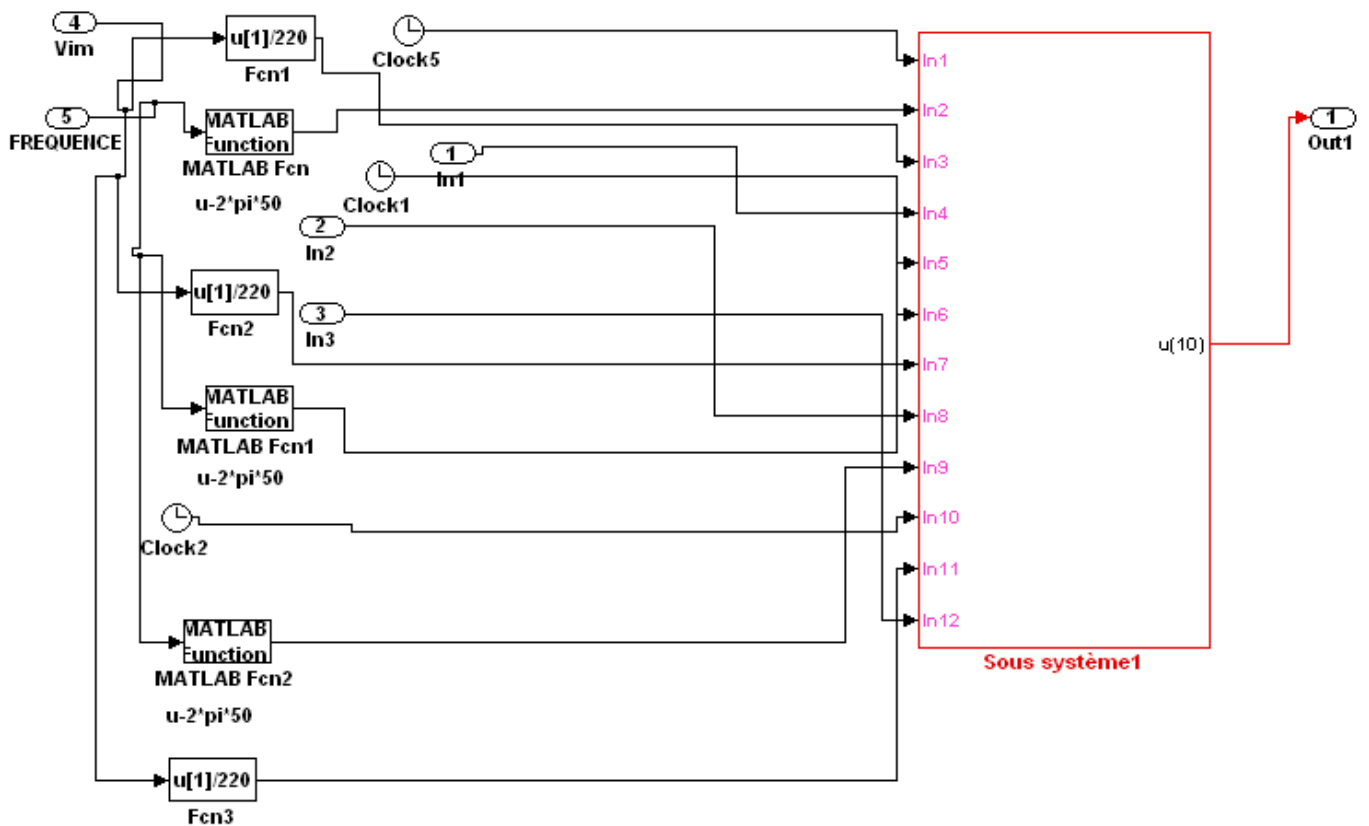 4
Vim
u[1]/220
Fcn1
Clock5
In1
5
FREQUENCE
MATLAB
Function
MATLAB Fcn
u-2*pi*50
In2
1
In1
In3
1
Out1
Clock1
In4
2
In2
In5
u[1]/220
Fcn2
3
In3
In6
u(10)
In7
MATLAB
Function
MATLAB Fcn1
u-2*pi*50
In8
In9
Clock2
In10
In11
MATLAB
Function
MATLAB Fcn2
u-2*pi*50
In12
Sous système1
u[1]/220
Fcn3